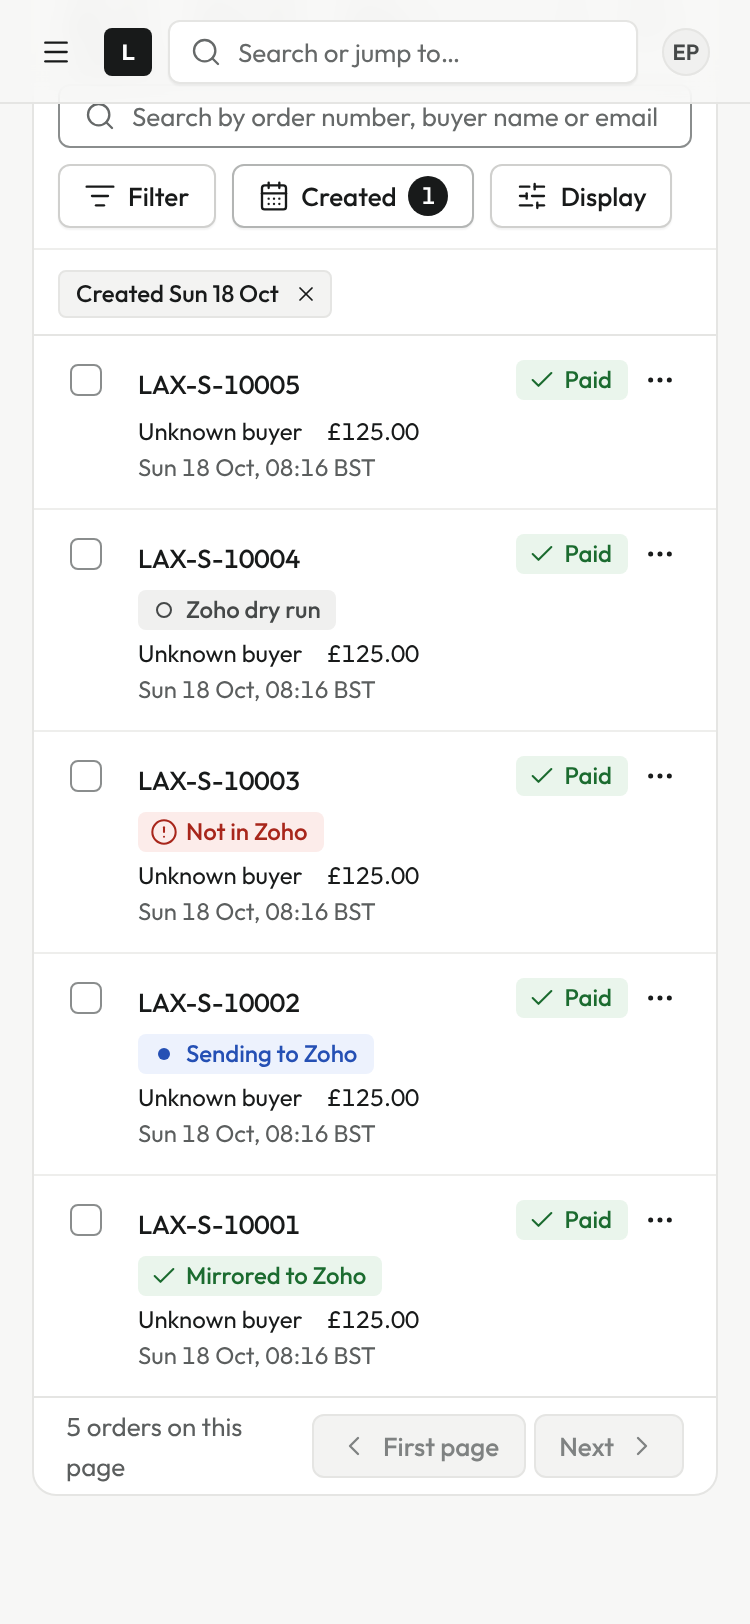 L
Search or jump to...
EP
Search by order number, buyer name or email
Filter
Created 1
Display
Created Sun 18 Oct
LAX-S-10005
Paid
Unknown buyer £125.00
Sun 18 Oct, 08:16 BST
LAX-S-10004
Paid
Zoho dry run
Unknown buyer £125.00
Sun 18 Oct, 08:16 BST
LAX-S-10003
Paid
Not in Zoho
Unknown buyer £125.00
Sun 18 Oct, 08:16 BST
LAX-S-10002
Paid
Sending to Zoho
Unknown buyer £125.00
Sun 18 Oct, 08:16 BST
LAX-S-10001
Paid
Mirrored to Zoho
Unknown buyer £125.00
Sun 18 Oct, 08:16 BST
5 orders on this
page
First page
Next